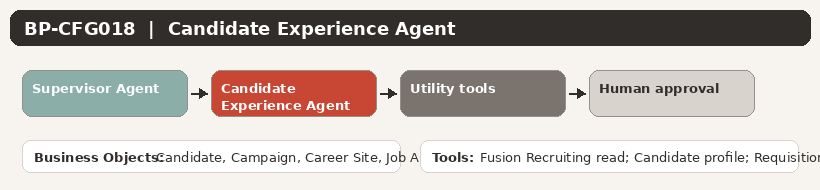 BP-CFG018 | Candidate Experience Agent
Supervisor Agent
Candidate
Experience Agent
Utility tools
Human approval
Business Objects: Candidate, Campaign, Career Site, Job A
Tools: Fusion Recruiting read; Candidate profile; Requisition